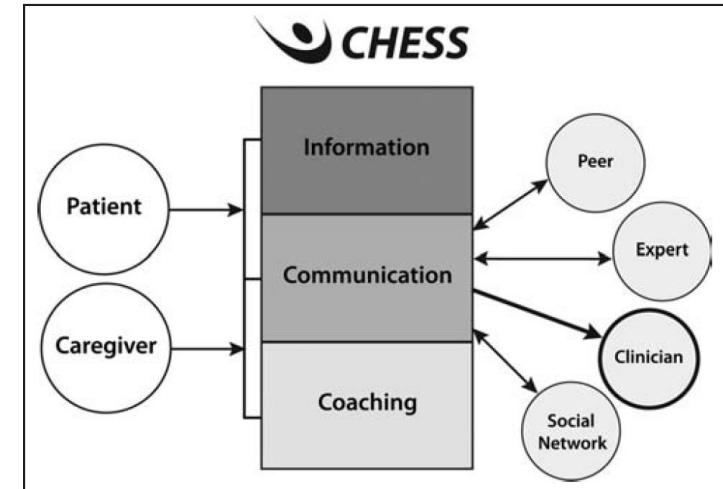 CHESS
Information
Patient
Peer
Communication
Expert
Caregiver
Clinician
Coaching
Social
Network